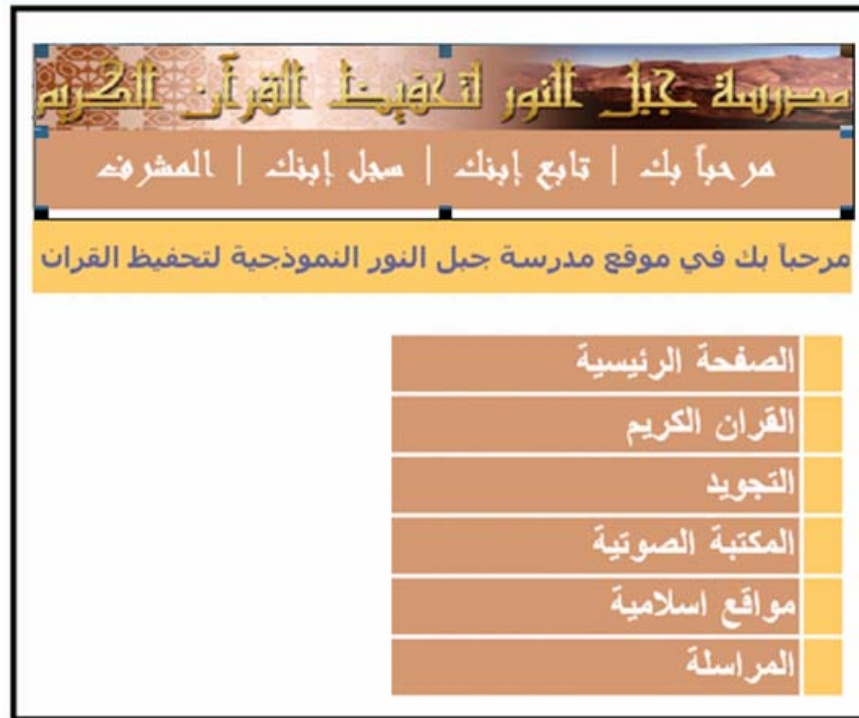 مدرسة جبل النور لتحفيظ القرآن الكريم
مرحباً بك | تابع إبنك | سجل إبنك | المشرف
مرحباً بك في موقع مدرسة جبل النور النموذجية لتحفيظ القران
الصفحة الرئيسية
القران الكريم
التجويد
المكتبة الصوتية
مواقع اسلامية
المراسلة